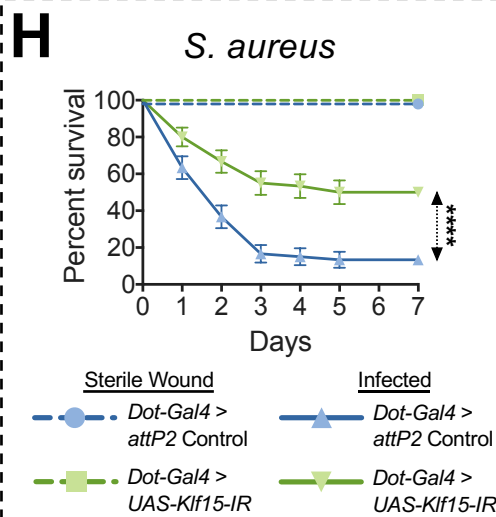 H
S. aureus
Percent survival
100
80
60
40
20
0
0 1 2 3 4 5 6 7
Days
****
Sterile Wound
Dot-Gal4 >
attP2 Control
Dot-Gal4 >
UAS-Klf15-IR
Infected
Dot-Gal4 >
attP2 Control
Dot-Gal4 >
UAS-Klf15-IR